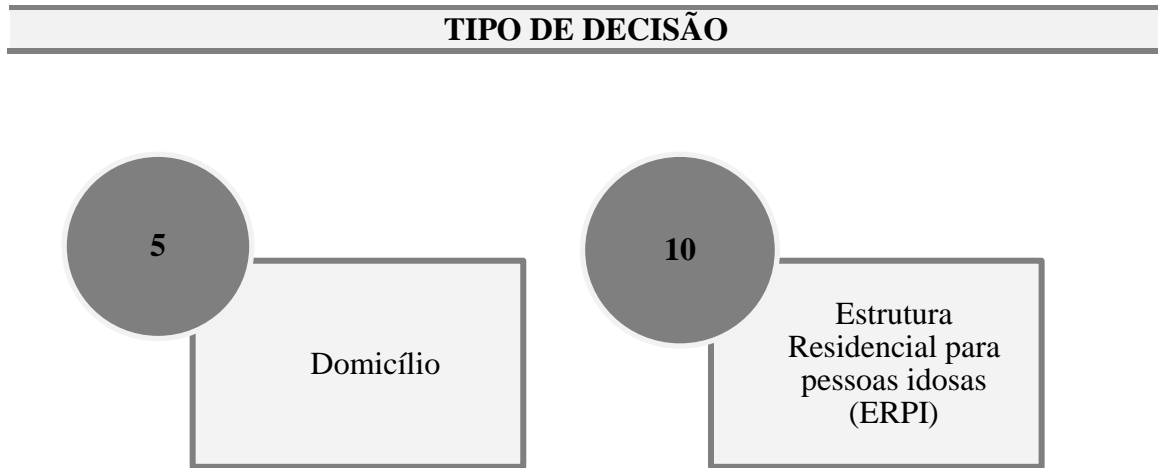 TIPO DE DECISÃO
5
Domicílio
10
Estrutura
Residencial para
pessoas idosas
(ERPI)